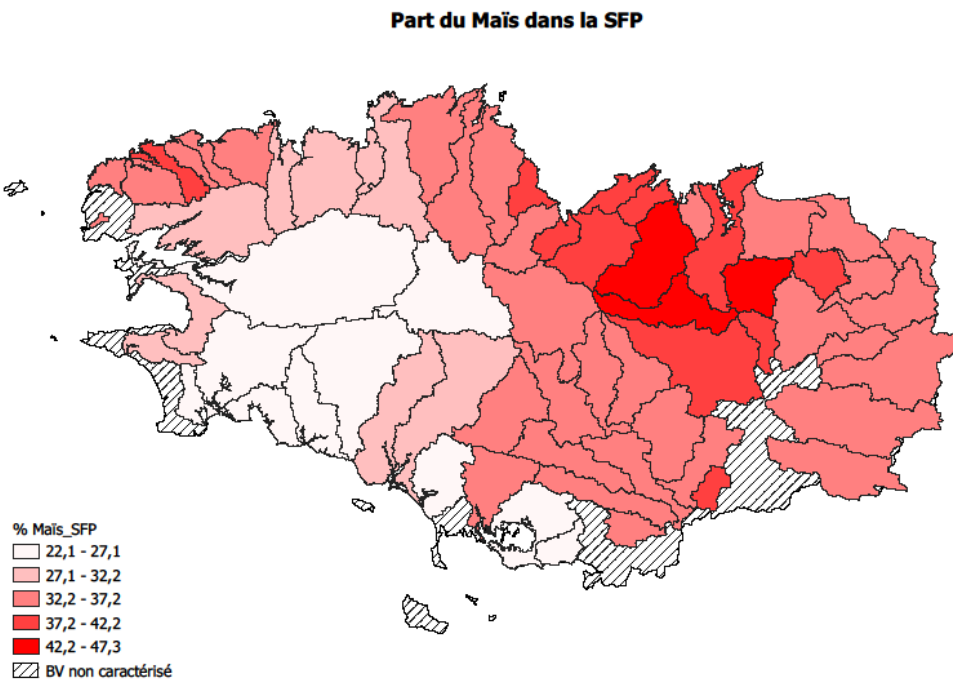 Part du Maïs dans la SFP
% Maïs_SFP
22,1 - 27,1
27,1 - 32,2
32,2 - 37,2
37,2 - 42,2
42,2 - 47,3
BV non caractérisé